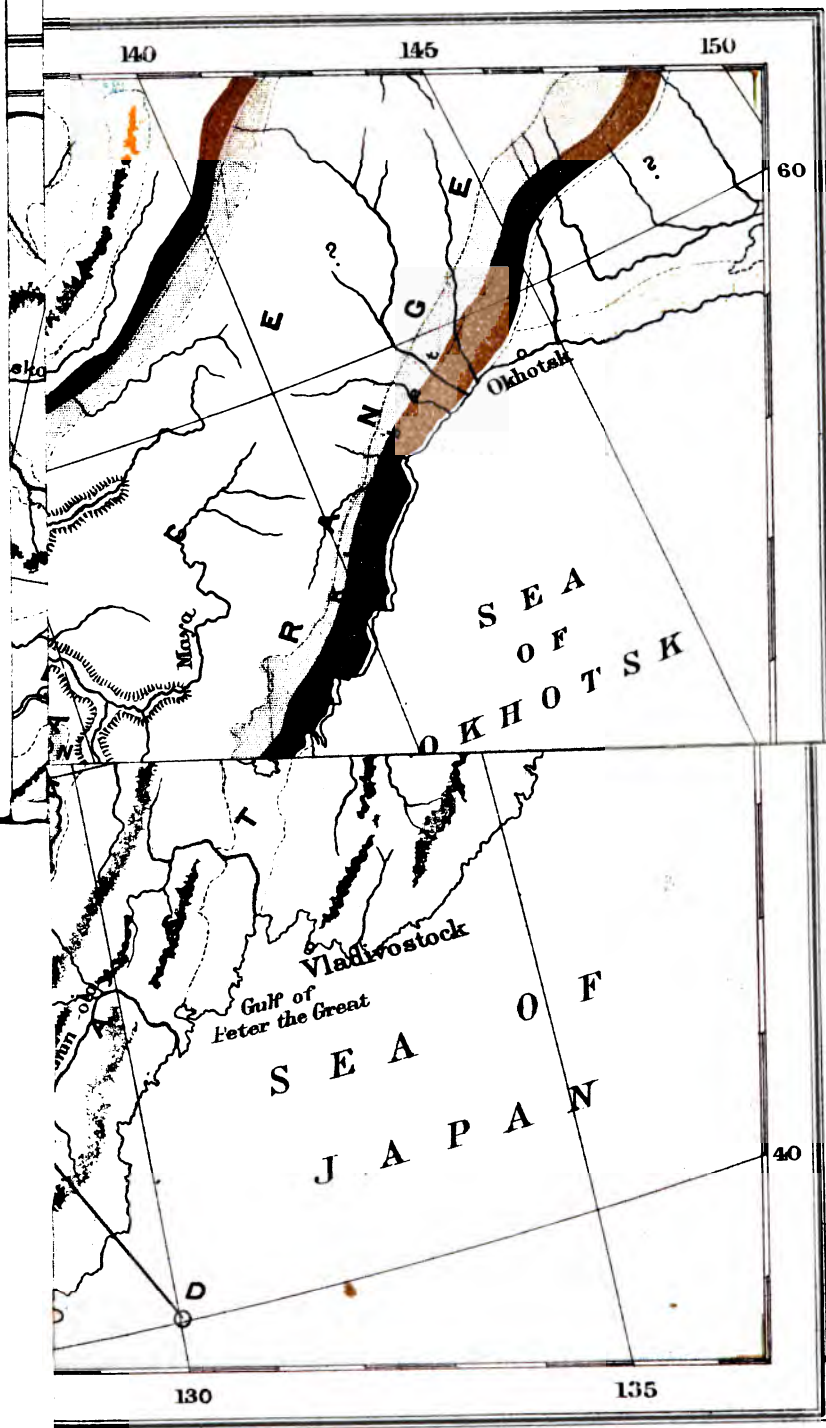 140 145 150
60
?
?
E
G
E
N
A
R
T
Okhotsk
sko
Maya
SEA
OF
OKHOTSK
Vladivostock
Gulf of
Peter the Great
SEA OF
JAPAN
40
D
130 135